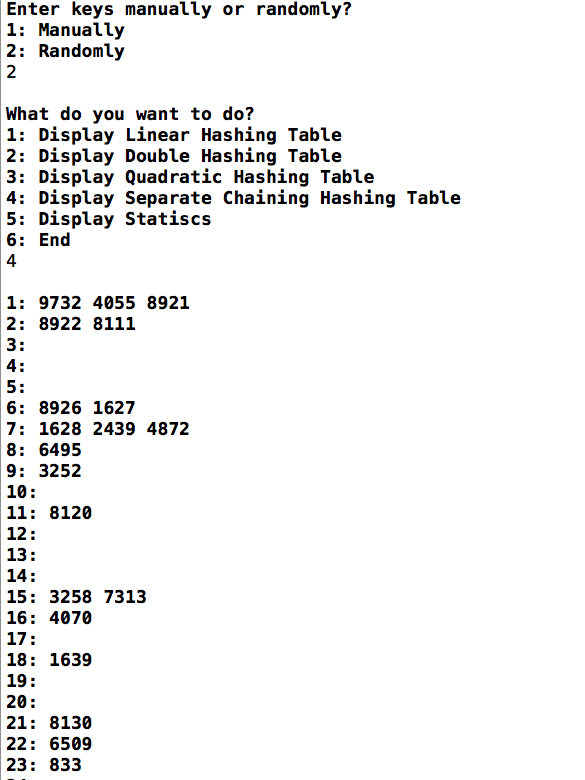 Enter keys manually or randomly?
1: Manually
2: Randomly
2
What do you want to do?
1: Display Linear Hashing Table
2: Display Double Hashing Table
3: Display Quadratic Hashing Table
4: Display Separate Chaining Hashing Table
5: Display Statiscs
6: End
4
1: 9732 4055 8921
2: 8922 8111
3:
4:
5:
6: 8926 1627
7: 1628 2439 4872
8: 6495
9: 3252
10:
11: 8120
12:
13:
14:
15: 3258 7313
16: 4070
17:
18: 1639
19:
20:
21: 8130
22: 6509
23: 833